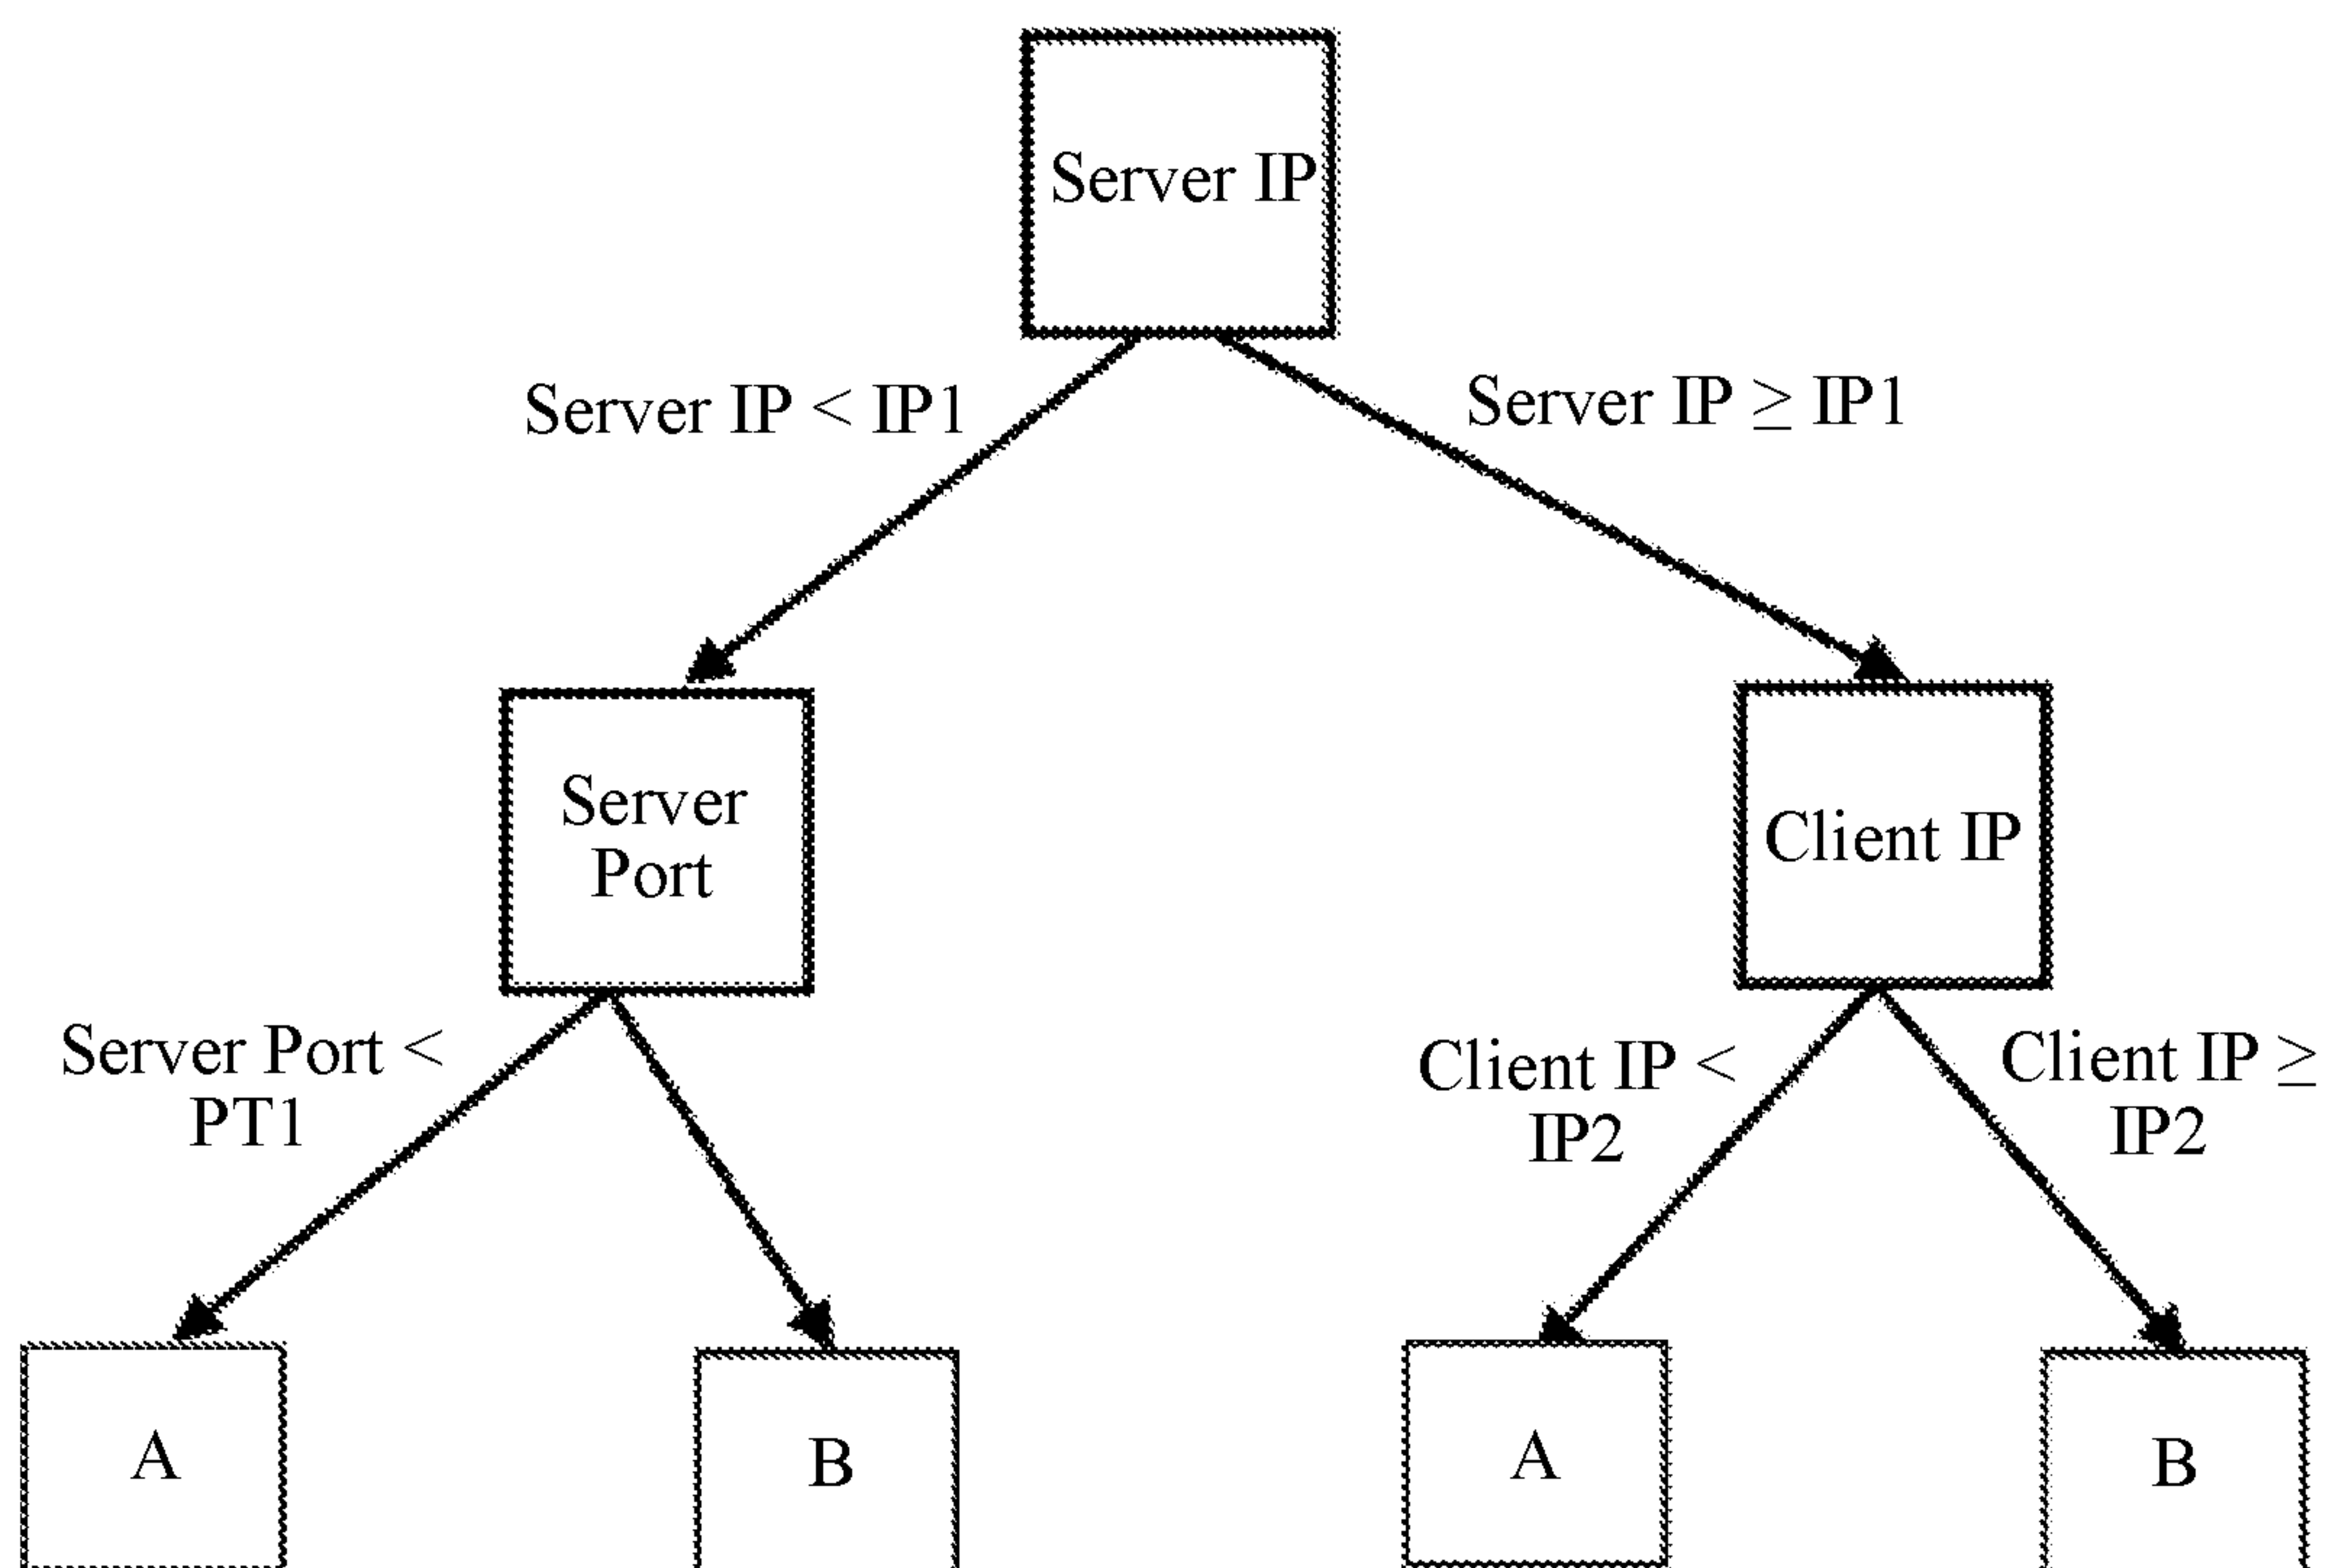 Server IP
Server IP < IP1
Server IP ≥ IP1
Server
Port
Client IP
Server Port <
PT1
Client IP <
IP2
Client IP ≥
IP2
A
B
A
B